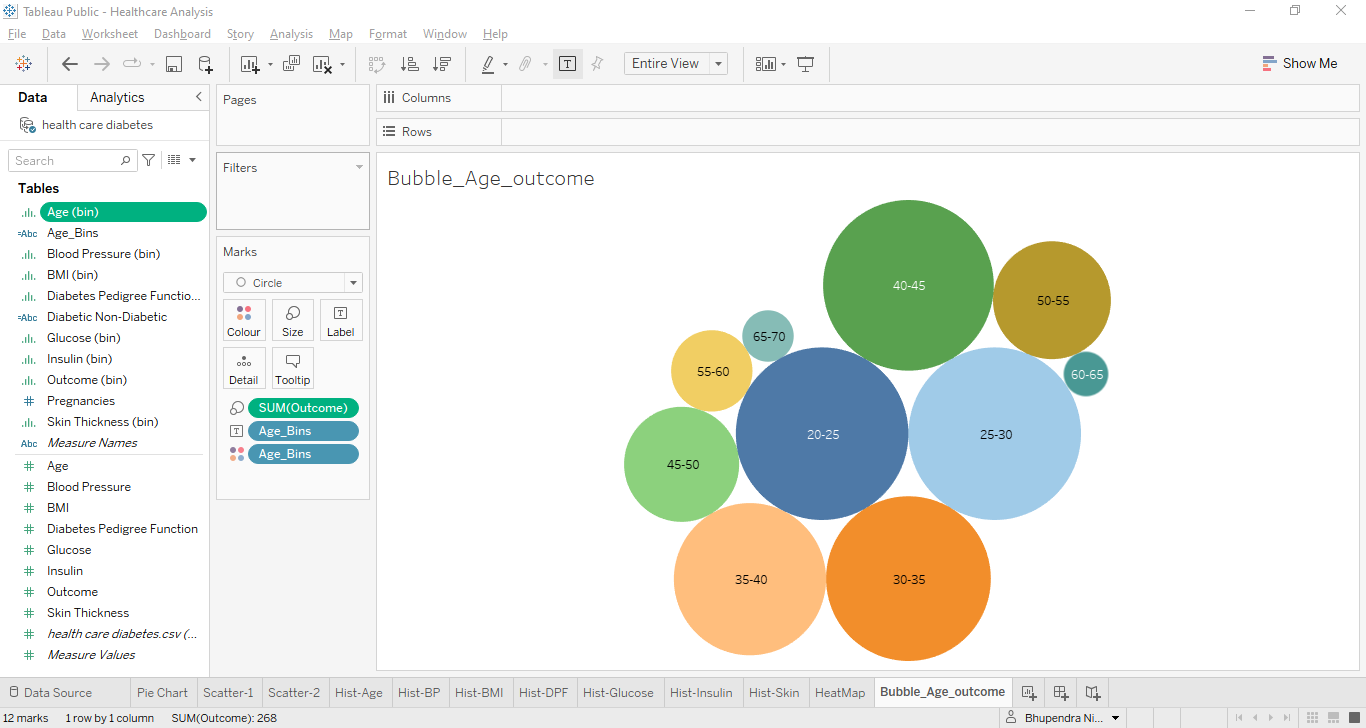 Tableau Public - Healthcare Analysis
File Data Worksheet Dashboard Story Analysis Map Format Window Help
Entire View
Show Me
Data Analytics
health care diabetes
Search
Tables
Age (bin)
=Abc Age_Bins
Blood Pressure (bin)
BMI (bin)
Diabetes Pedigree Functio...
=Abc Diabetic Non-Diabetic
Glucose (bin)
Insulin (bin)
Outcome (bin)
# Pregnancies
Skin Thickness (bin)
Abc Measure Names
# Age
# Blood Pressure
# BMI
# Diabetes Pedigree Function
# Glucose
# Insulin
# Outcome
# Skin Thickness
# health care diabetes.csv (...
# Measure Values
Pages
Filters
Marks
Circle
Colour Size T Label
Detail Tooltip
SUM(Outcome)
T Age_Bins
Age_Bins
Columns
Rows
Bubble_Age_outcome
40-45
50-55
65-70
55-60
60-65
20-25
25-30
45-50
35-40
30-35
Data Source Pie Chart Scatter-1 Scatter-2 Hist-Age Hist-BP Hist-BMI Hist-DPF Hist-Glucose Hist-Insulin Hist-Skin HeatMap Bubble_Age_outcome
12 marks 1 row by 1 column SUM(Outcome): 268 Bhupendra Ni...